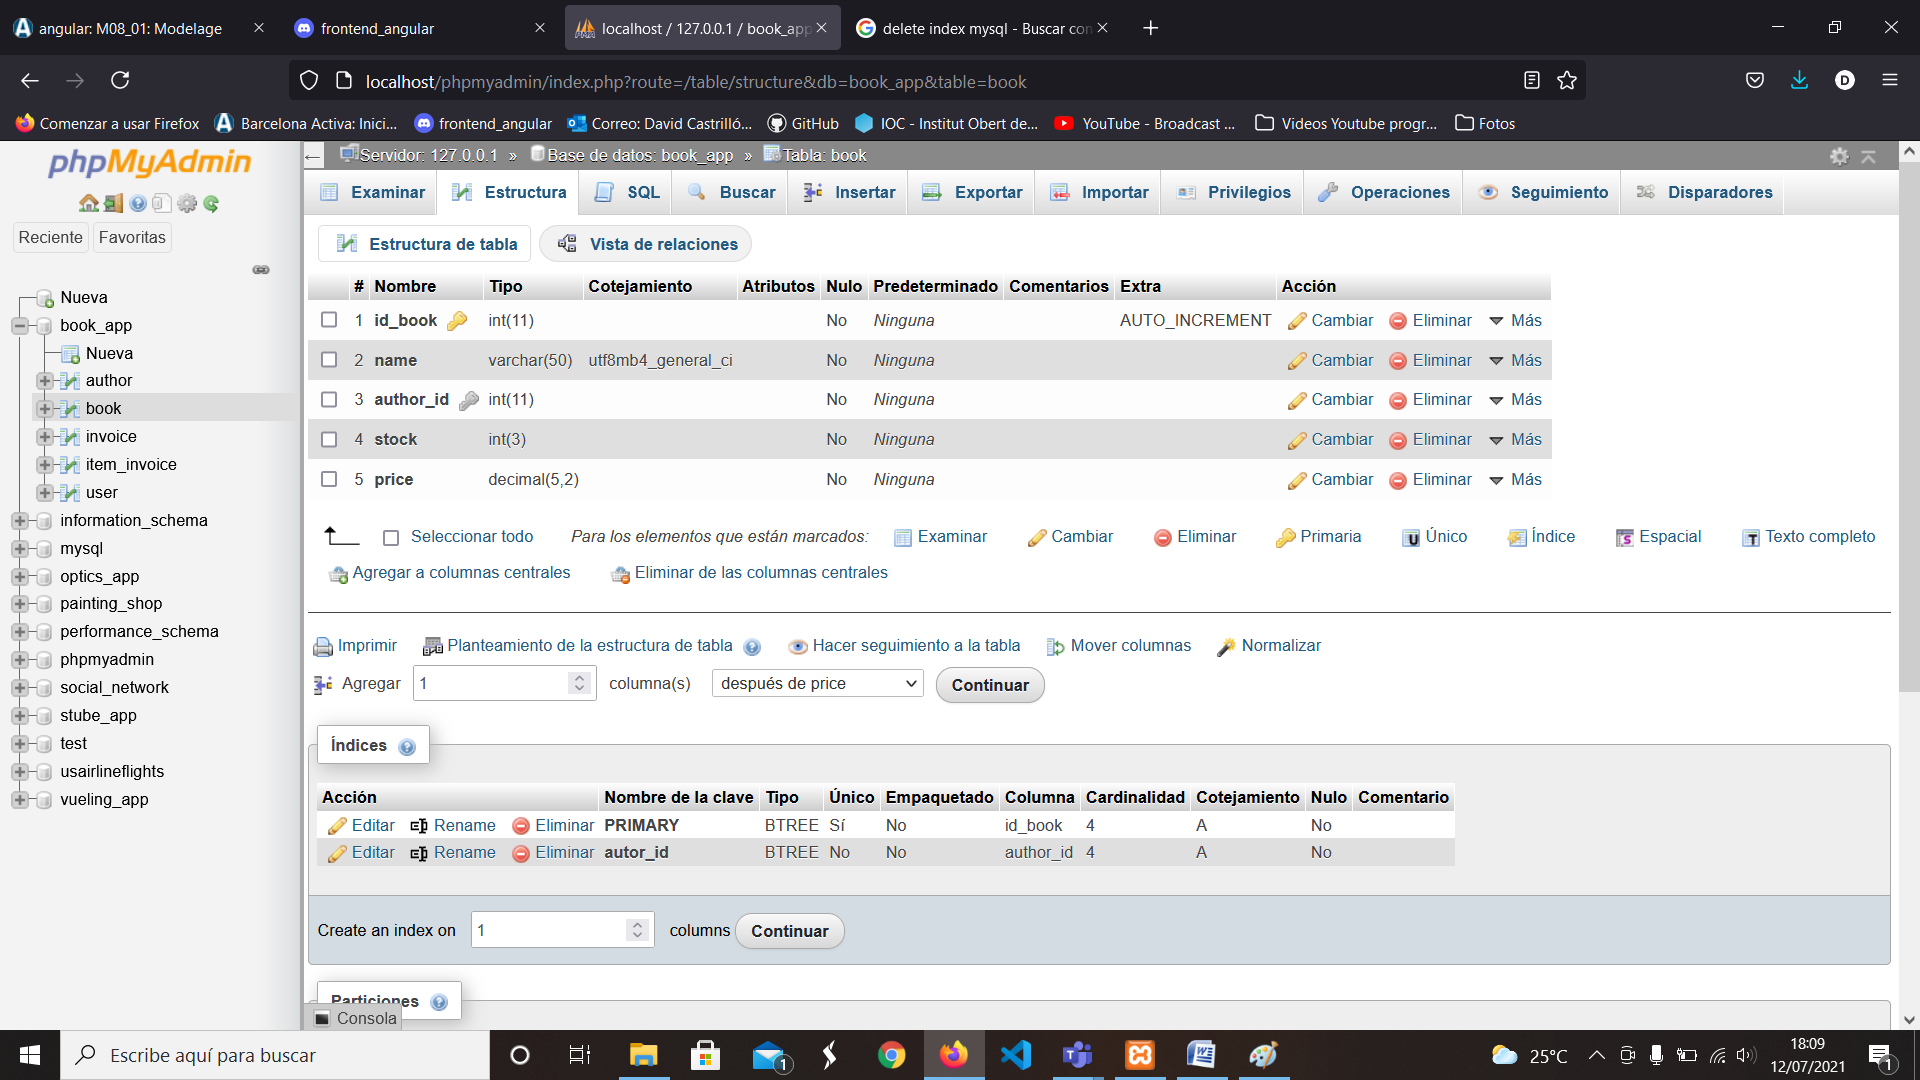 angular: M08_01: Modelage
frontend_angular
localhost / 127.0.0.1 / book_app
delete index mysql - Buscar con
localhost/phpmyadmin/index.php?route=/table/structure&db=book_app&table=book
D
Comenzar a usar Firefox
Barcelona Activa: Inici...
frontend_angular
Correo: David Castrilló...
GitHub
IOC - Institut Obert de...
YouTube - Broadcast ...
Videos Youtube progr...
Fotos
phpMyAdmin
Reciente
Favoritas
Nueva
book_app
Nueva
author
book
invoice
item_invoice
user
information_schema
mysql
optics_app
painting_shop
performance_schema
phpmyadmin
social_network
stube_app
test
usairlineflights
vueling_app
Servidor: 127.0.0.1 » Base de datos: book_app » Tabla: book
Examinar Estructura SQL Buscar Insertar Exportar Importar Privilegios Operaciones Seguimiento Disparadores
Estructura de tabla Vista de relaciones
# Nombre Tipo Cotejamiento Atributos Nulo Predeterminado Comentarios Extra Acción
1 id_book int(11) No Ninguna AUTO_INCREMENT Cambiar Eliminar Más
2 name varchar(50) utf8mb4_general_ci No Ninguna Cambiar Eliminar Más
3 author_id int(11) No Ninguna Cambiar Eliminar Más
4 stock int(3) No Ninguna Cambiar Eliminar Más
5 price decimal(5,2) No Ninguna Cambiar Eliminar Más
Seleccionar todo Para los elementos que están marcados: Examinar Cambiar Eliminar Primaria Único Índice Espacial Texto completo
Agregar a columnas centrales Eliminar de las columnas centrales
Imprimir Planteamiento de la estructura de tabla Hacer seguimiento a la tabla Mover columnas Normalizar
Agregar 1 columna(s) después de price Continuar
Índices
Acción Nombre de la clave Tipo Único Empaquetado Columna Cardinalidad Cotejamiento Nulo Comentario
Editar Rename Eliminar PRIMARY BTREE Sí No id_book 4 A No
Editar Rename Eliminar autor_id BTREE No No author_id 4 A No
Create an index on 1 columns Continuar
Particiones
Consola
Escribe aquí para buscar
1
25°C
18:09
12/07/2021
1